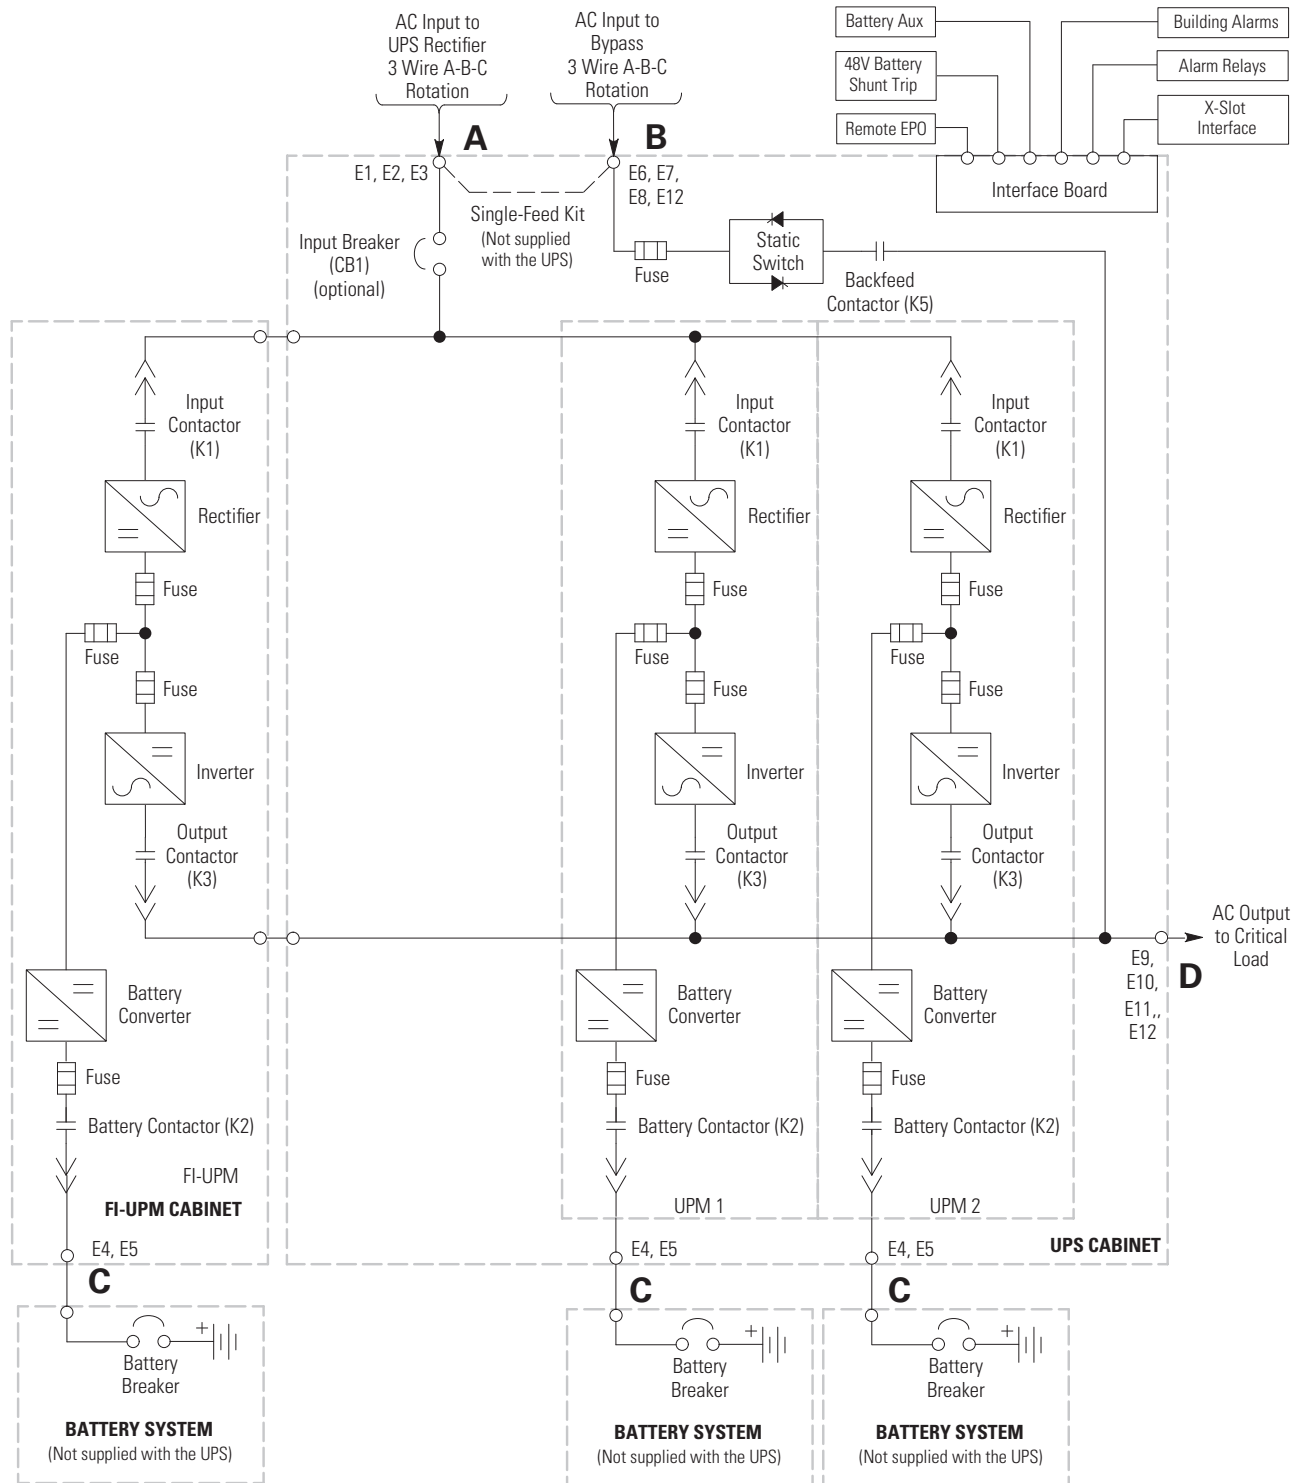 AC Input to
UPS Rectifier
3 Wire A-B-C
Rotation
AC Input to
Bypass
3 Wire A-B-C
Rotation
Battery Aux
48V Battery
Shunt Trip
Remote EPO
Building Alarms
Alarm Relays
X-Slot
Interface
Interface Board
A
B
E1, E2, E3
E6, E7,
E8, E12
Single-Feed Kit
(Not supplied
with the UPS)
Input Breaker
(CB1)
(optional)
Fuse
Static
Switch
Backfeed
Contactor (K5)
Input
Contactor
(K1)
Input
Contactor
(K1)
Input
Contactor
(K1)
Rectifier
Rectifier
Rectifier
Fuse
Fuse
Fuse
Fuse
Fuse
Fuse
Fuse
Fuse
Fuse
Inverter
Inverter
Inverter
Output
Contactor
(K3)
Output
Contactor
(K3)
Output
Contactor
(K3)
AC Output
to Critical
Load
E9,
E10,
E11,,
E12
D
Battery
Converter
Battery
Converter
Battery
Converter
Fuse
Fuse
Fuse
Battery Contactor (K2)
Battery Contactor (K2)
Battery Contactor (K2)
FI-UPM
FI-UPM CABINET
UPM 1
UPM 2
UPS CABINET
E4, E5
E4, E5
E4, E5
C
C
C
+
+
+
Battery
Breaker
Battery
Breaker
Battery
Breaker
BATTERY SYSTEM
(Not supplied with the UPS)
BATTERY SYSTEM
(Not supplied with the UPS)
BATTERY SYSTEM
(Not supplied with the UPS)